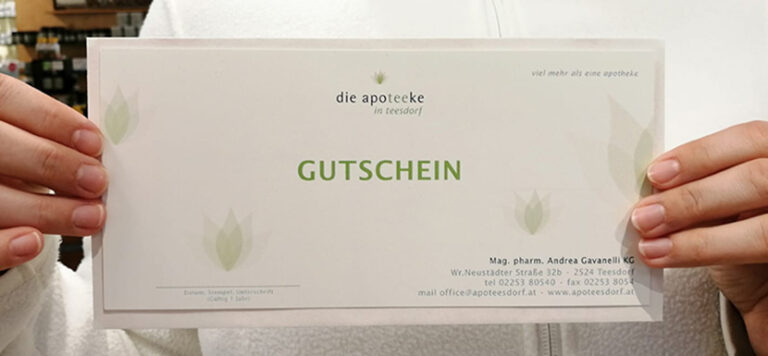 viel mehr als eine apotheke
die apoteeke
in teesdorf
GUTSCHEIN
Mag. pharm. Andrea Gavanelli KG
Wr.Neustädter Straße 32b - 2524 Teesdorf
tel 02253 80540 - fax 02253 8054
mail office@apoteesdorf.at - www.apoteesdorf.at
Datum, Stempel, Unterschrift
(Gültig 1 Jahr)